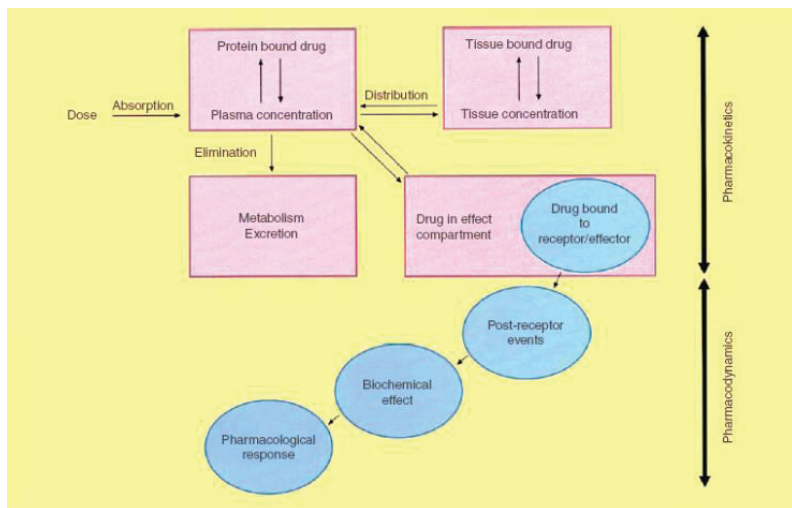 Protein bound drug
Tissue bound drug
Distribution
Absorption
Dose
Plasma concentration
Tissue concentration
Elimination
Metabolism
Excretion
Drug in effect
compartment
Drug bound
to
receptor/effector
Pharmacokinetics
Post-receptor
events
Biochemical
effect
Pharmacological
response
Pharmacodynamics